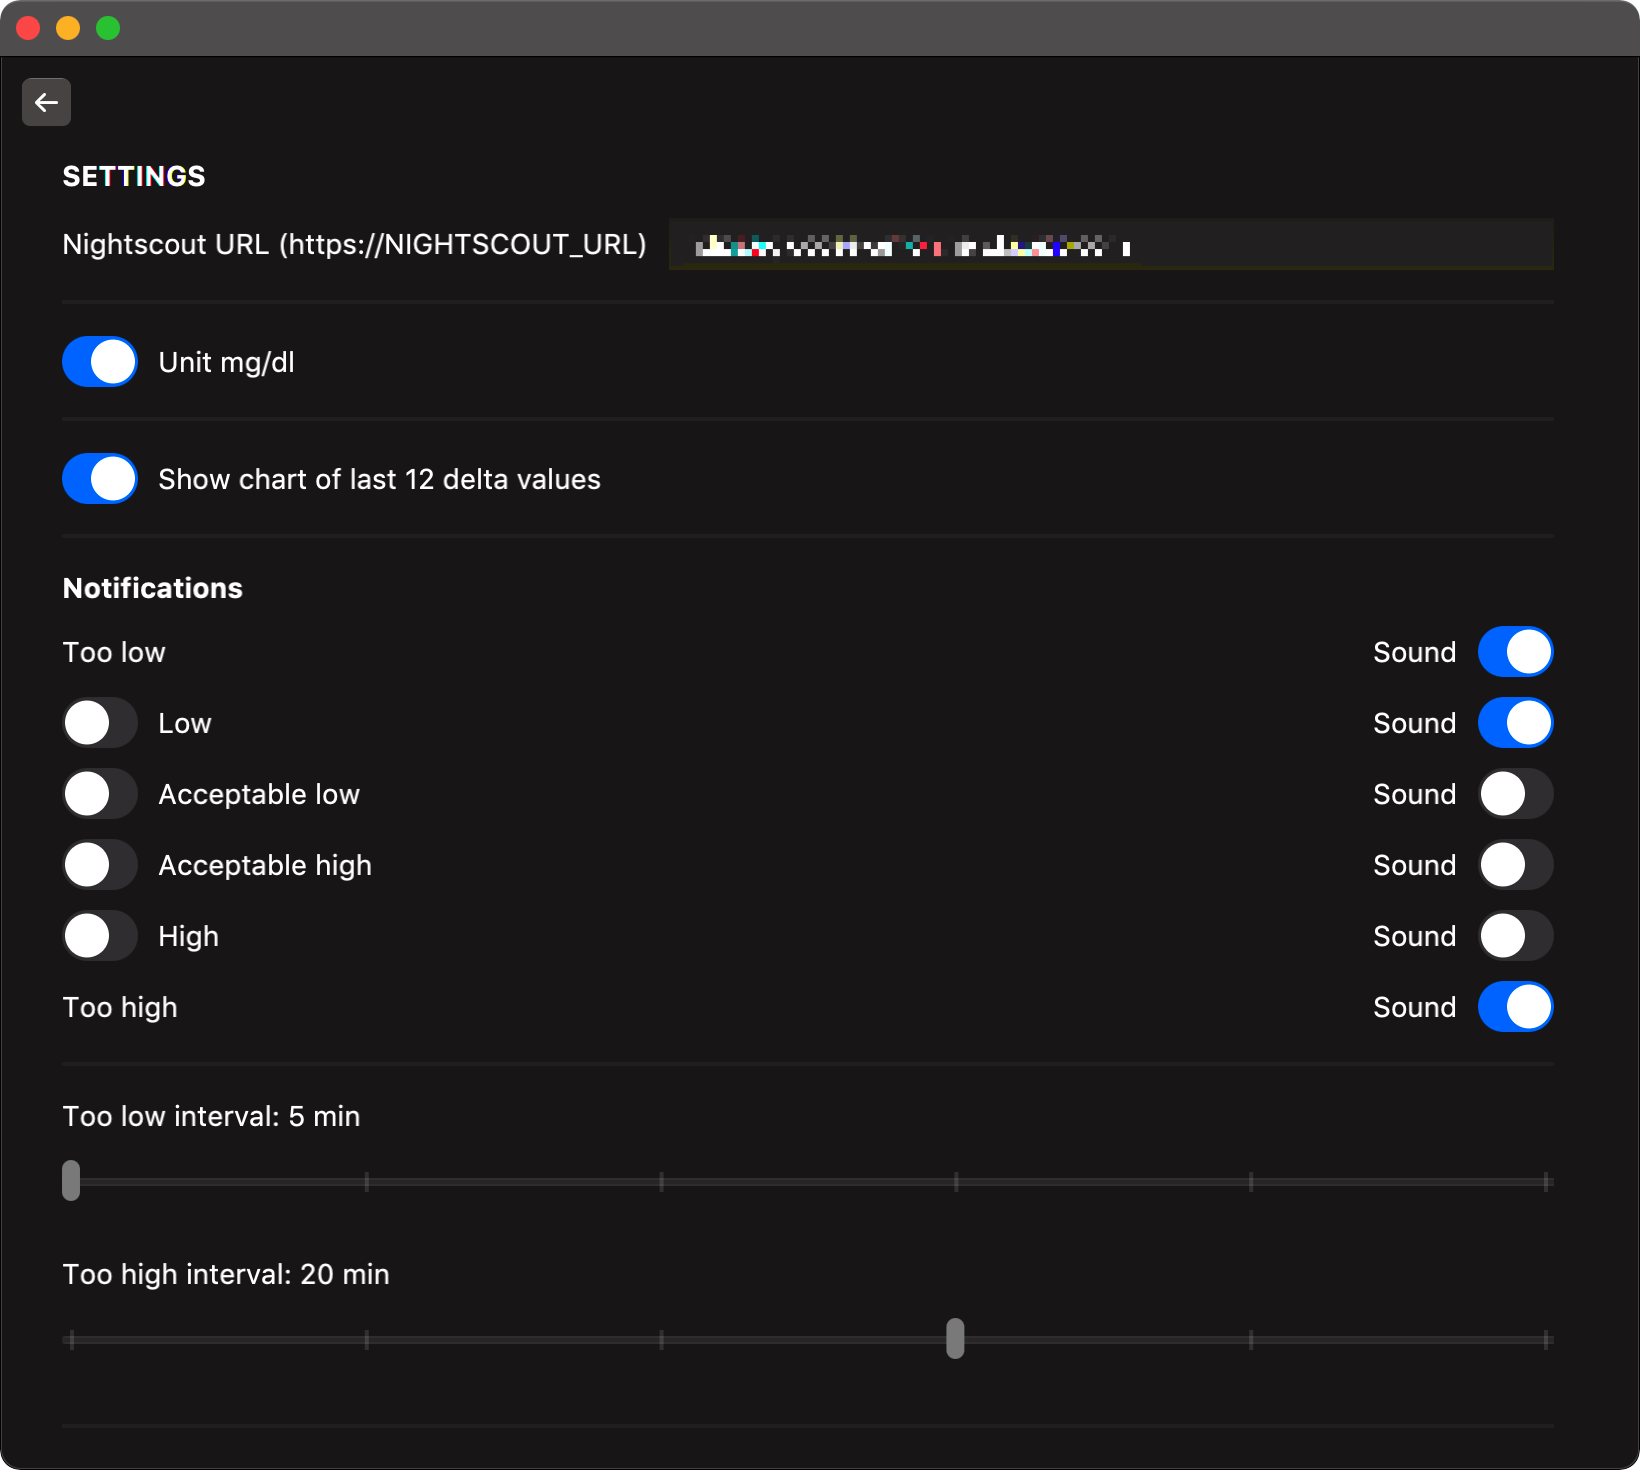 SETTINGS
Nightscout URL (https://NIGHTSCOUT_URL)
Unit mg/dl
Show chart of last 12 delta values
Notifications
Too low Sound
Low Sound
Acceptable low Sound
Acceptable high Sound
High Sound
Too high Sound
Too low interval: 5 min
Too high interval: 20 min